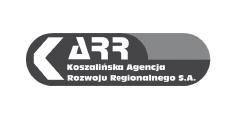 ARR
Koszalińska Agencja
Rozwoju Regionalnego S.A.